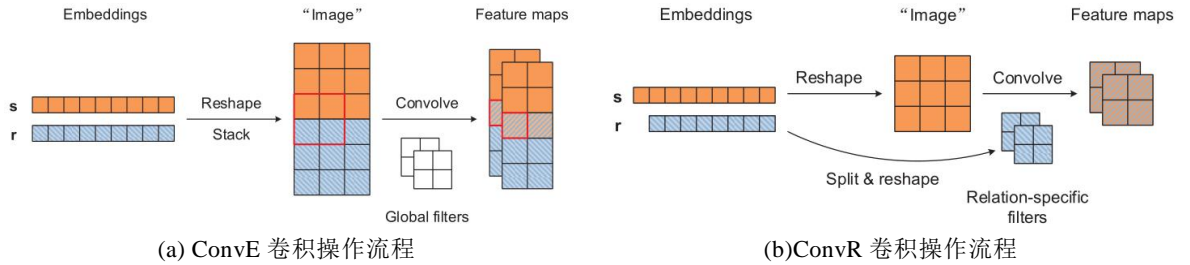 Embeddings
“Image”
Feature maps
s
r
Reshape
Stack
Convolve
Global filters
(a) ConvE 卷积操作流程
Embeddings
“Image”
Feature maps
s
r
Reshape
Convolve
Split & reshape
Relation-specific
filters
(b)ConvR 卷积操作流程